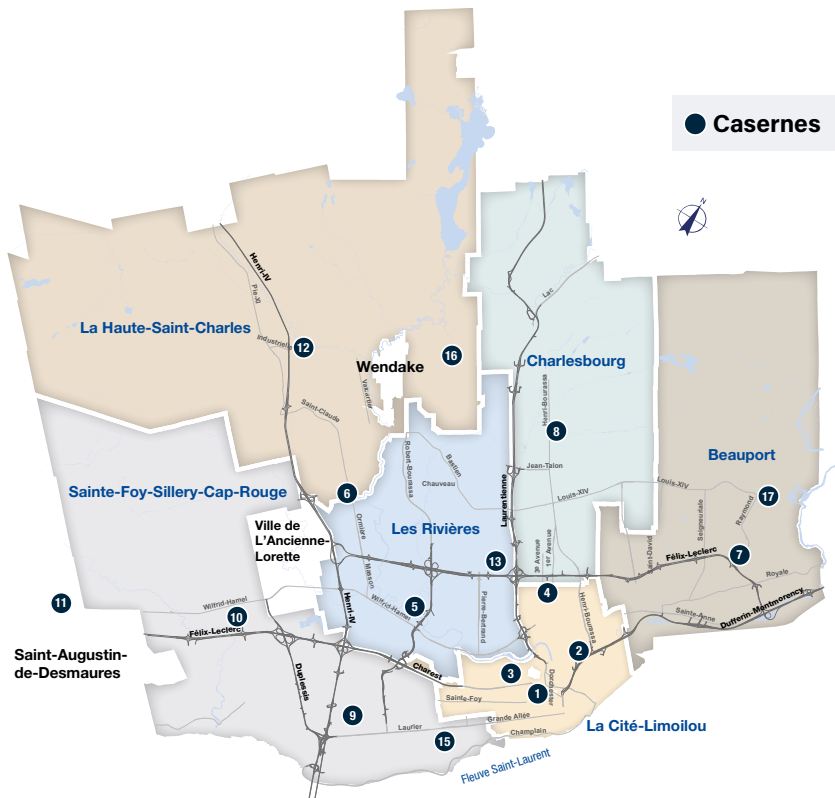 Casernes
N
Henri-IV
Pie-XI
Lac
La Haute-Saint-Charles
Industrielle
12
Wendake
16
Charlesbourg
Valcartier
Henri-Bourassa
Saint-Claude
8
Robert-Bourassa
Bastien
Beauport
Jean-Talon
Sainte-Foy-Sillery-Cap-Rouge
6
Chauveau
Laurentienne
Louis-XIV
Louis-XIV
17
Raymond
Seigneuriale
Ville de
L'Ancienne-
Lorette
Ormière
Les Rivières
3e Avenue
1er Avenue
Saint-David
Félix-Leclerc
7
13
Masson
Royale
11
Wilfrid-Hamel
10
Félix-Leclerc
Henri-IV
Wilfrid-Hamel
5
Pierre-Bertrand
4
Henri-Bourassa
Sainte-Anne
Dufferin-Montmorency
Saint-Augustin-
de-Desmaures
Duplessis
Charest
3
2
Dorchester
1
Sainte-Foy
9
Laurier
Grande Allée
Champlain
15
La Cité-Limoilou
Fleuve Saint-Laurent